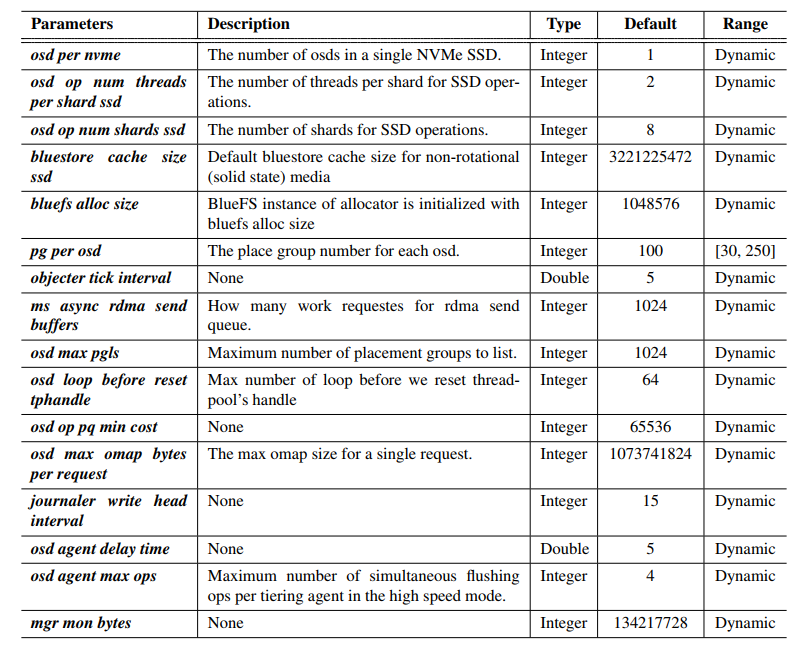 Parameters Description Type Default Range
osd per nvme The number of osds in a single NVMe SSD. Integer 1 Dynamic
osd op num threads The number of threads per shard for SSD oper- Integer 2 Dynamic
per shard ssd ations.
osd op num shards ssd The number of shards for SSD operations. Integer 8 Dynamic
bluestore cache size Default bluestore cache size for non-rotational Integer 3221225472 Dynamic
ssd (solid state) media
bluefs alloc size BlueFS instance of allocator is initialized with Integer 1048576 Dynamic
bluefs alloc size
pg per osd The place group number for each osd. Integer 100 [30, 250]
objecter tick interval None Double 5 Dynamic
ms async rdma send How many work requestes for rdma send Integer 1024 Dynamic
buffers queue.
osd max pgls Maximum number of placement groups to list. Integer 1024 Dynamic
osd loop before reset Max number of loop before we reset thread- Integer 64 Dynamic
tphandle pool's handle
osd op pq min cost None Integer 65536 Dynamic
osd max omap bytes The max omap size for a single request. Integer 1073741824 Dynamic
per request
journaler write head None Integer 15 Dynamic
interval
osd agent delay time None Double 5 Dynamic
osd agent max ops Maximum number of simultaneous flushing Integer 4 Dynamic
ops per tiering agent in the high speed mode.
mgr mon bytes None Integer 134217728 Dynamic